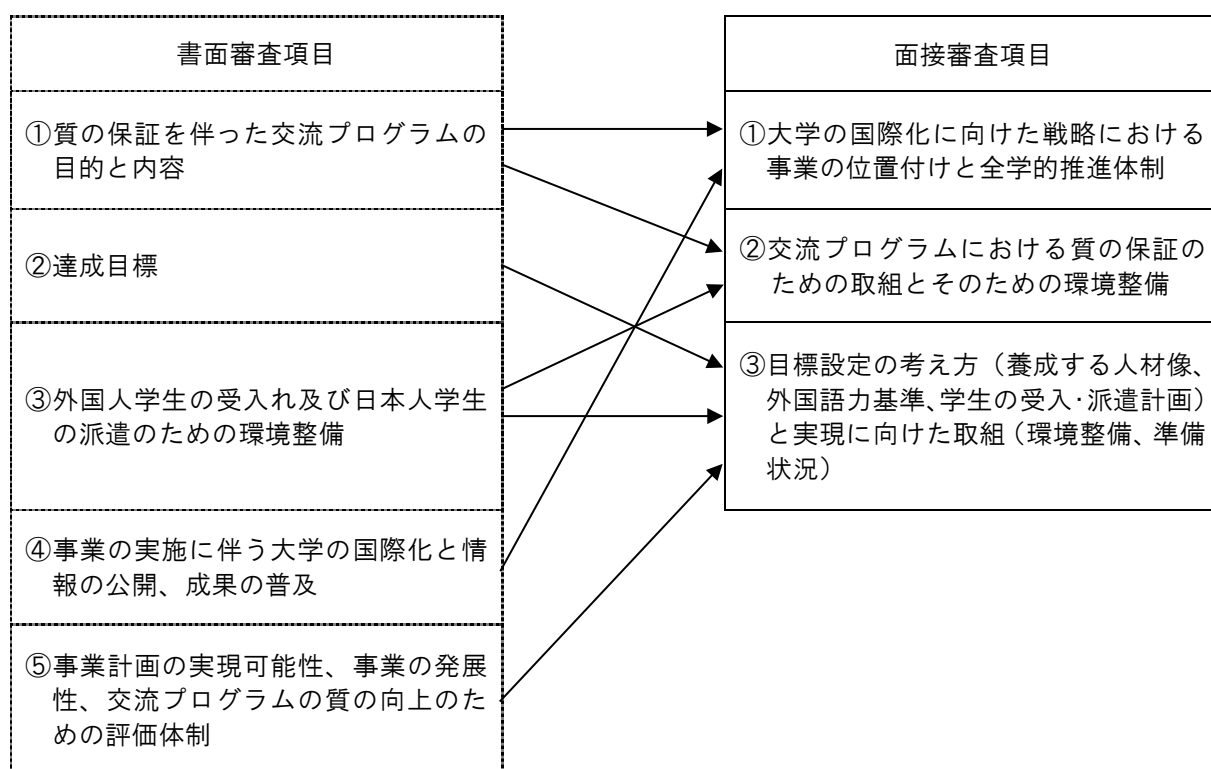 書面審査項目
①質の保証を伴った交流プログラムの
目的と内容
②達成目標
③外国人学生の受入れ及び日本人学生
の派遣のための環境整備
④事業の実施に伴う大学の国際化と情
報の公開、成果の普及
⑤事業計画の実現可能性、事業の発展
性、交流プログラムの質の向上のた
めの評価体制
面接審査項目
①大学の国際化に向けた戦略における
事業の位置付けと全学的推進体制
②交流プログラムにおける質の保証の
ための取組とそのための環境整備
③目標設定の考え方（養成する人材像、
外国語力基準、学生の受入・派遣計画）
と実現に向けた取組（環境整備、準備
状況）